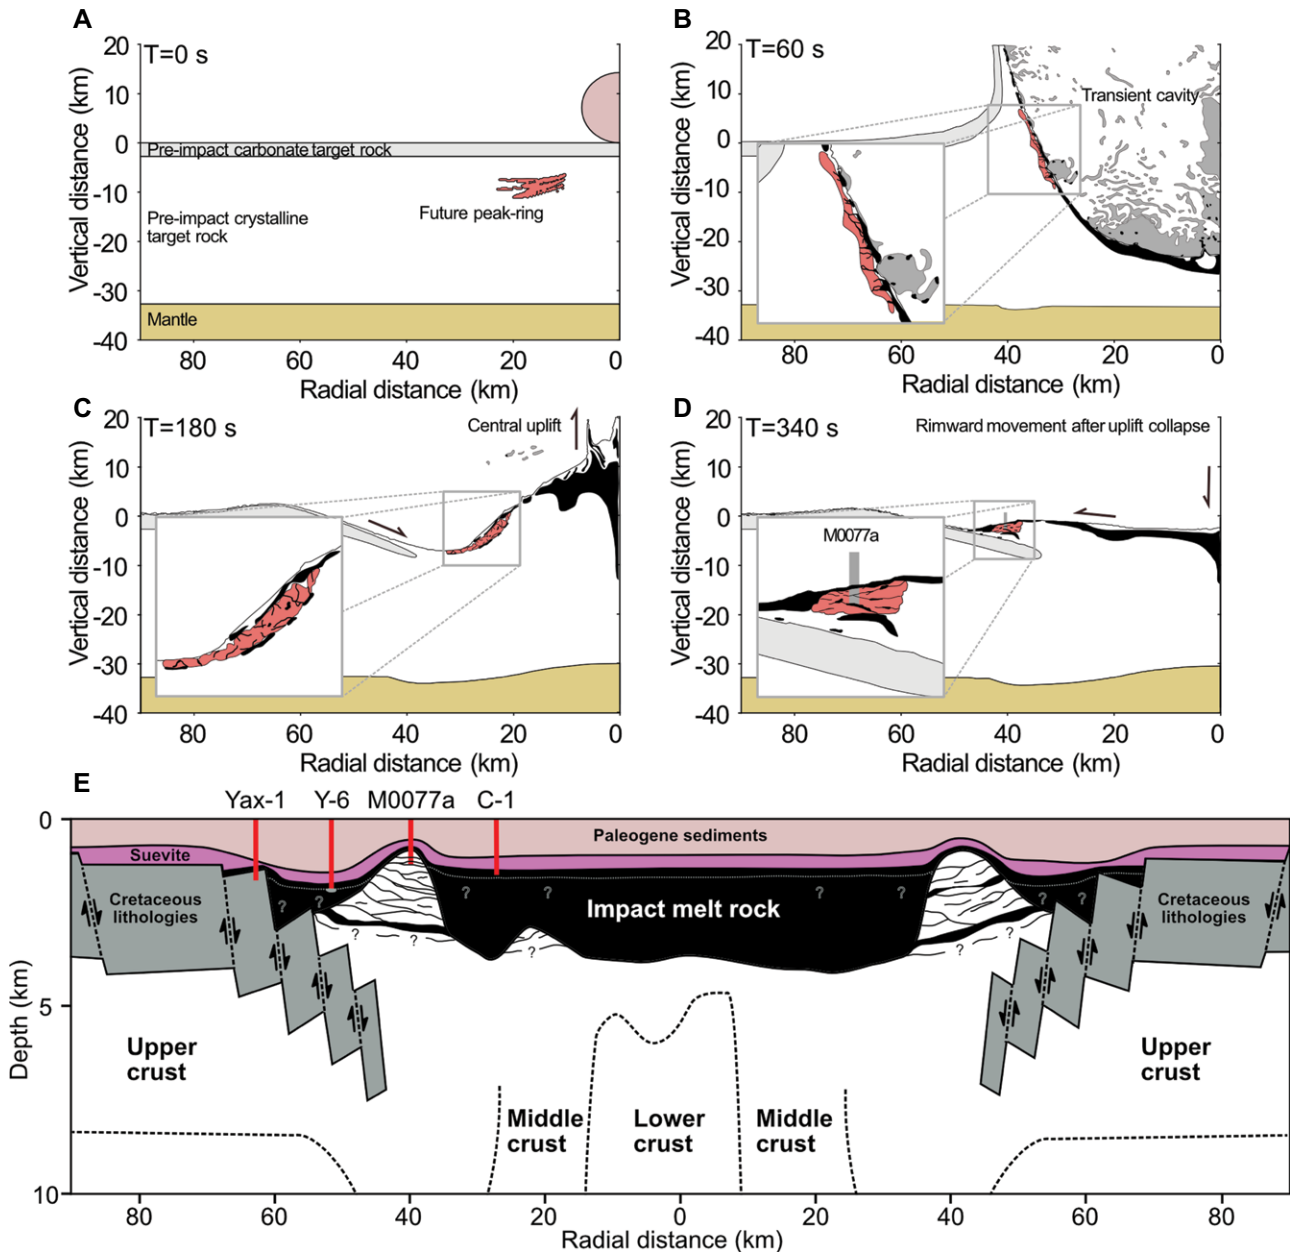 A
T=0 s
20
10
0
-10
-20
-30
-40
Vertical distance (km)
Pre-impact carbonate target rock
Future peak-ring
Pre-impact crystalline
target rock
Mantle
80
60
40
20
0
Radial distance (km)
B
T=60 s
20
10
0
-10
-20
-30
-40
Vertical distance (km)
Transient cavity
80
60
40
20
0
Radial distance (km)
C
T=180 s
20
10
0
-10
-20
-30
-40
Vertical distance (km)
Central uplift
80
60
40
20
0
Radial distance (km)
D
T=340 s
20
10
0
-10
-20
-30
-40
Vertical distance (km)
Rimward movement after uplift collapse
M0077a
80
60
40
20
0
Radial distance (km)
E
Yax-1
Y-6
M0077a
C-1
0
5
10
Depth (km)
Paleogene sediments
Suevite
Cretaceous
lithologies
? ? ? ? ? ?
Impact melt rock
Cretaceous
lithologies
? ? ? ?
Upper
crust
Middle
crust
Lower
crust
Middle
crust
Upper
crust
80
60
40
20
0
20
40
60
80
Radial distance (km)